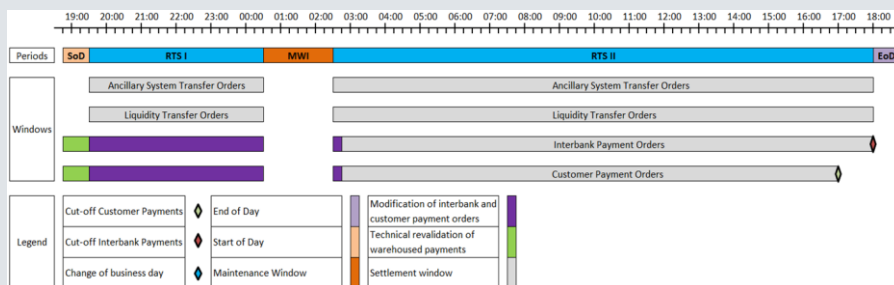 19:00 20:00 21:00 22:00 23:00 00:00 01:00 02:00 03:00 04:00 05:00 06:00 07:00 08:00 09:00 10:00 11:00 12:00 13:00 14:00 15:00 16:00 17:00 18:00
Periods SoD RTS I MWI RTS II EoD
Ancillary System Transfer Orders Ancillary System Transfer Orders
Liquidity Transfer Orders Liquidity Transfer Orders
Windows
Interbank Payment Orders
Customer Payment Orders
Cut-off Customer Payments End of Day Modification of interbank and
customer payment orders
Legend Cut-off Interbank Payments Start of Day Technical revalidation of
warehoused payments
Change of business day Maintenance Window Settlement window